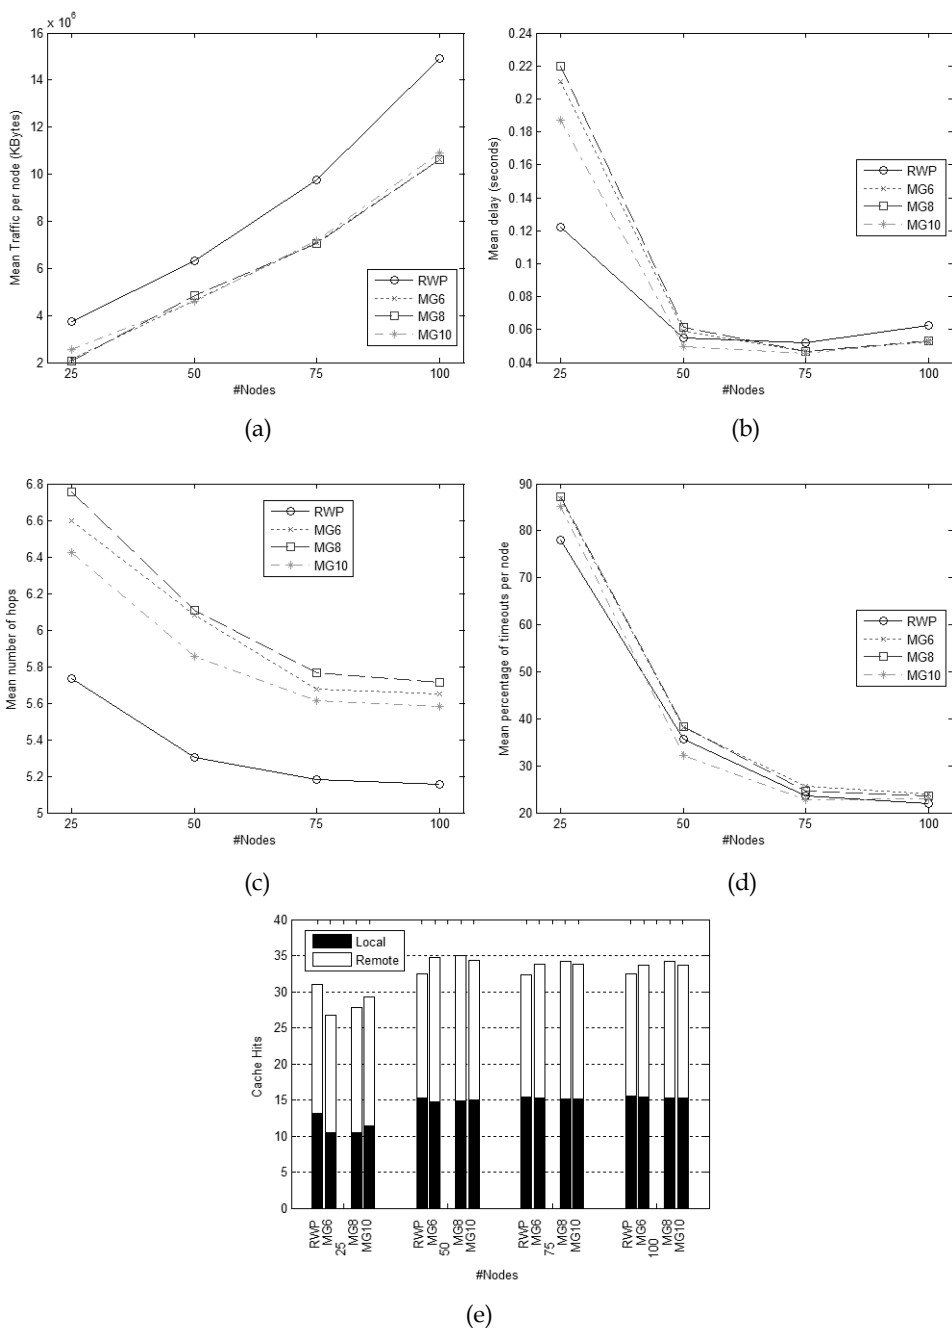 x 10^6
16
14
12
10
8
6
4
2
25
50
75
100
#Nodes
Mean Traffic per node (KBytes)
RWP
MG6
MG8
MG10
(a)
0.24
0.22
0.2
0.18
0.16
0.14
0.12
0.1
0.08
0.06
0.04
25
50
75
100
#Nodes
Mean delay (seconds)
RWP
MG6
MG8
MG10
(b)
6.8
6.6
6.4
6.2
6
5.8
5.6
5.4
5.2
5
25
50
75
100
#Nodes
Mean number of hops
RWP
MG6
MG8
MG10
(c)
90
80
70
60
50
40
30
20
25
50
75
100
#Nodes
Mean percentage of timeouts per node
RWP
MG6
MG8
MG10
(d)
40
35
30
25
20
15
10
5
0
Cache Hits
Local
Remote
RWP
MG6
25
MG8
MG10
RWP
MG6
50
MG8
MG10
RWP
MG6
75
MG8
MG10
RWP
MG6
100
MG8
MG10
#Nodes
(e)